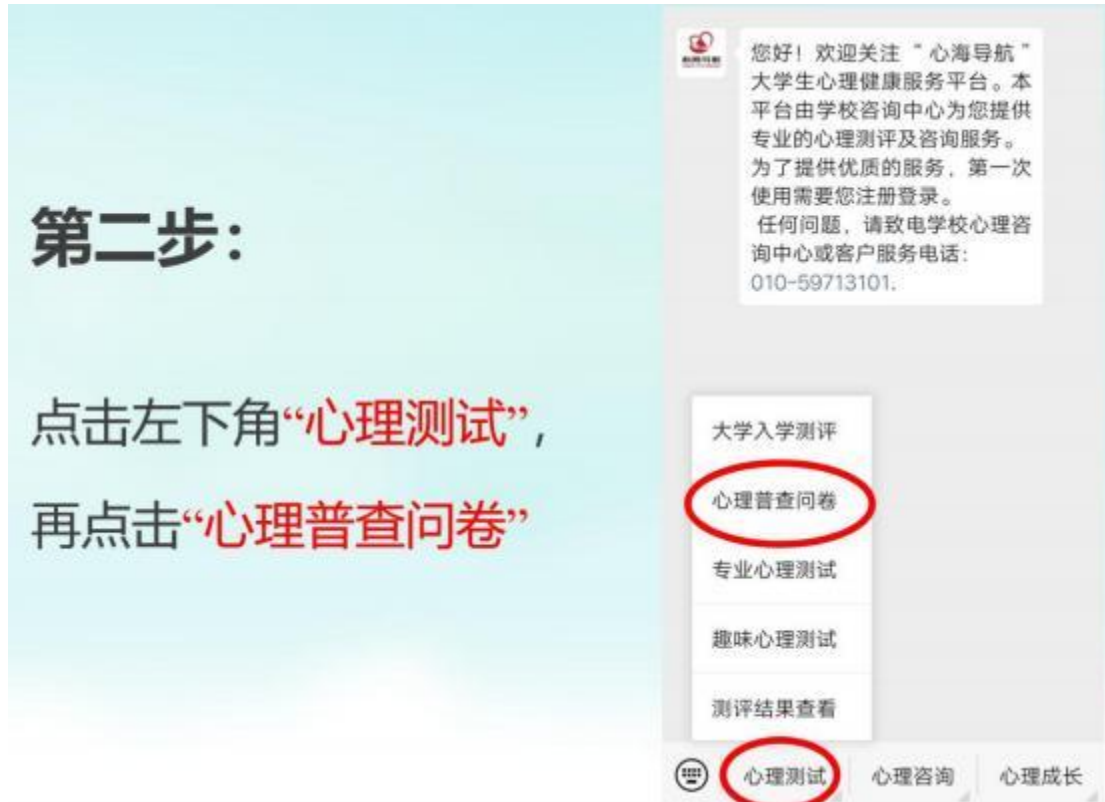 第二步：
点击左下角“心理测试”，
再点击“心理普查问卷”
您好！欢迎关注“心海导航”
大学生心理健康服务平台。本
平台由学校咨询中心为您提供
专业的心理测评及咨询服务。
为了提供优质的服务，第一次
使用需要您注册登录。
任何问题，请致电学校心理咨
询中心或客户服务电话：
010-59713101.
大学入学测评
心理普查问卷
专业心理测试
趣味心理测试
测评结果查看
心理测试
心理咨询
心理成长